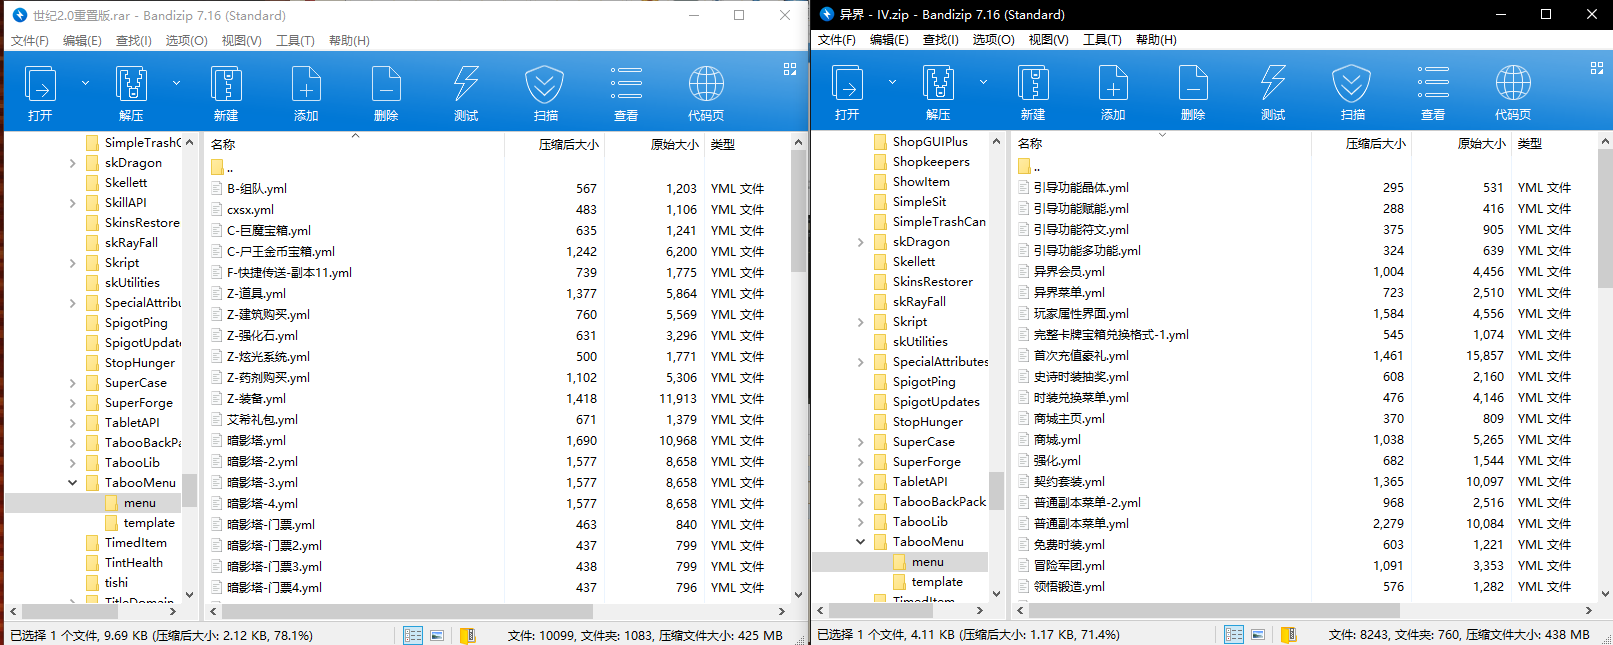 世纪2.0重置版.rar - Bandizip 7.16 (Standard)
文件(F) 编辑(E) 查找(I) 选项(O) 视图(V) 工具(T) 帮助(H)
打开 解压 新建 添加 删除 测试 扫描 查看 代码页
SimpleTrashC
skDragon
Skellett
SkillAPI
SkinsRestore
skRayFall
Skript
skUtilities
SpecialAttribu
SpigotPing
SpigotUpdate
StopHunger
SuperCase
SuperForge
TabletAPI
TabooBackPa
TabooLib
TabooMenu
menu
template
TimedItem
TintHealth
tishi
TitleDomain
名称 压缩后大小 原始大小 类型
..
B-组队.yml 567 1,203 YML 文件
cxsx.yml 483 1,106 YML 文件
C-巨魔宝箱.yml 635 1,241 YML 文件
C-尸王金币宝箱.yml 1,242 6,200 YML 文件
F-快捷传送-副本11.yml 739 1,775 YML 文件
Z-道具.yml 1,377 5,864 YML 文件
Z-建筑购买.yml 760 5,569 YML 文件
Z-强化石.yml 631 3,296 YML 文件
Z-炫光系统.yml 500 1,771 YML 文件
Z-药剂购买.yml 1,102 5,306 YML 文件
Z-装备.yml 1,418 11,913 YML 文件
艾希礼包.yml 671 1,379 YML 文件
暗影塔.yml 1,690 10,968 YML 文件
暗影塔-2.yml 1,577 8,658 YML 文件
暗影塔-3.yml 1,577 8,658 YML 文件
暗影塔-4.yml 1,577 8,658 YML 文件
暗影塔-门票.yml 463 840 YML 文件
暗影塔-门票2.yml 437 799 YML 文件
暗影塔-门票3.yml 438 799 YML 文件
暗影塔-门票4.yml 437 796 YML 文件
已选择 1 个文件, 9.69 KB (压缩后大小: 2.12 KB, 78.1%) 文件: 10099, 文件夹: 1083, 压缩文件大小: 425 MB
异界 - IV.zip - Bandizip 7.16 (Standard)
文件(F) 编辑(E) 查找(I) 选项(O) 视图(V) 工具(T) 帮助(H)
打开 解压 新建 添加 删除 测试 扫描 查看 代码页
ShopGUIPlus
Shopkeepers
ShowItem
SimpleSit
SimpleTrashCan
skDragon
Skellett
SkinsRestorer
skRayFall
Skript
skUtilities
SpecialAttributes
SpigotPing
SpigotUpdates
StopHunger
SuperCase
SuperForge
TabletAPI
TabooBackPack
TabooLib
TabooMenu
menu
template
TimedItem
名称 压缩后大小 原始大小 类型
..
引导功能晶体.yml 295 531 YML 文件
引导功能赋能.yml 288 416 YML 文件
引导功能符文.yml 375 905 YML 文件
引导功能多功能.yml 324 639 YML 文件
异界会员.yml 1,004 4,456 YML 文件
异界菜单.yml 723 2,510 YML 文件
玩家属性界面.yml 1,584 4,556 YML 文件
完整卡牌宝箱兑换格式-1.yml 545 1,074 YML 文件
首次充值豪礼.yml 1,461 15,857 YML 文件
史诗时装抽奖.yml 608 2,160 YML 文件
时装兑换菜单.yml 476 4,146 YML 文件
商城主页.yml 370 809 YML 文件
商城.yml 1,038 5,265 YML 文件
强化.yml 682 1,544 YML 文件
契约套装.yml 1,365 10,097 YML 文件
普通副本菜单-2.yml 968 2,516 YML 文件
普通副本菜单.yml 2,279 10,084 YML 文件
免费时装.yml 603 1,221 YML 文件
冒险军团.yml 1,091 3,353 YML 文件
领悟锻造.yml 576 1,282 YML 文件
已选择 1 个文件, 4.11 KB (压缩后大小: 1.17 KB, 71.4%) 文件: 8243, 文件夹: 760, 压缩文件大小: 438 MB